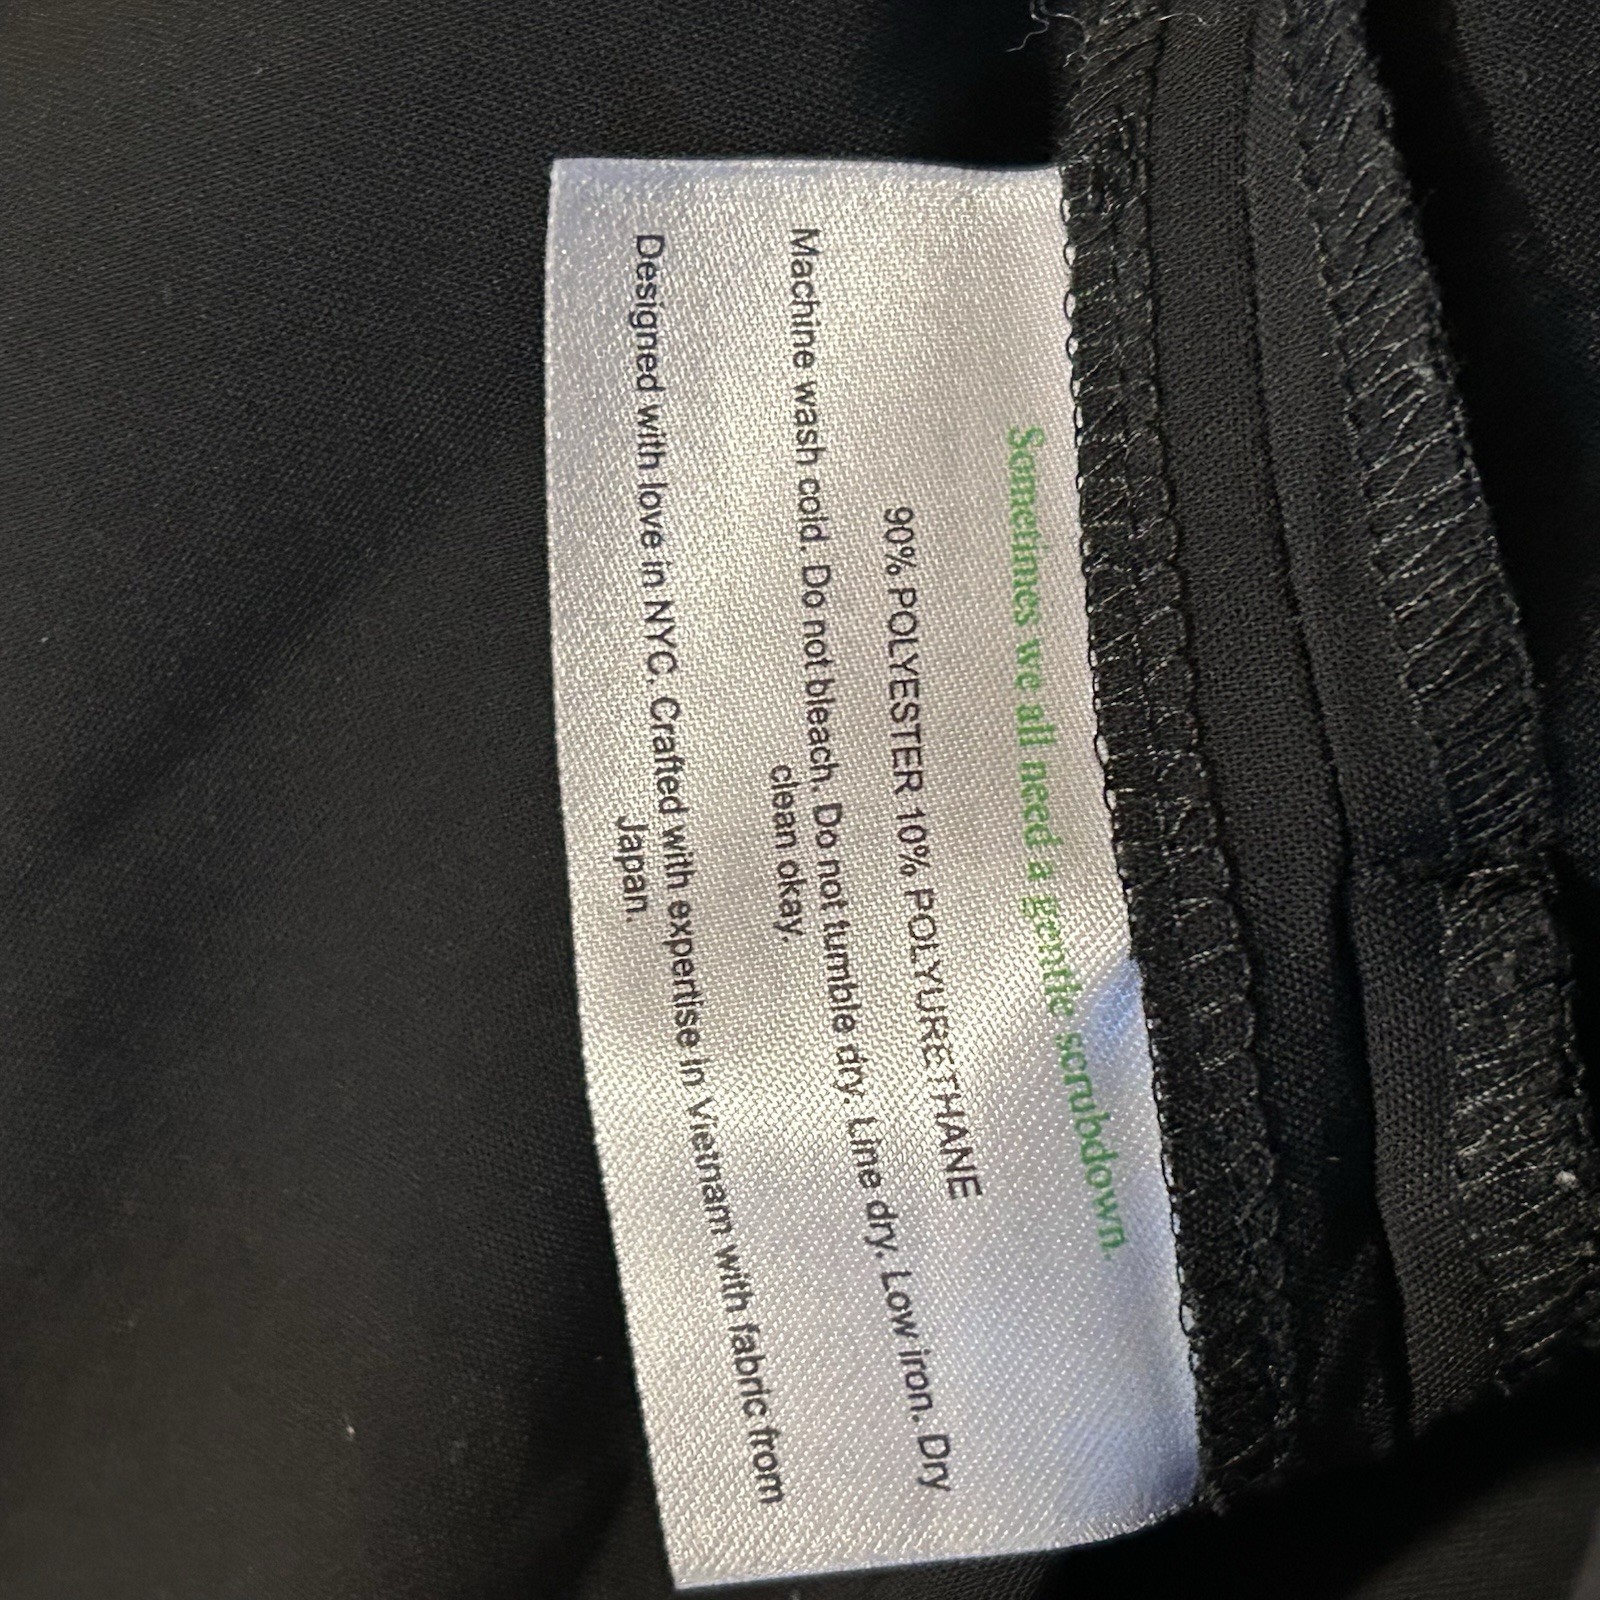 Sometimes we all need a gentle scrubdown.
90% POLYESTER 10% POLYURETHANE
Machine wash cold. Do not bleach. Do not tumble dry. Line dry. Low iron. Dry
clean okay.
Designed with love in NYC. Crafted with expertise in Vietnam with fabric from
Japan.